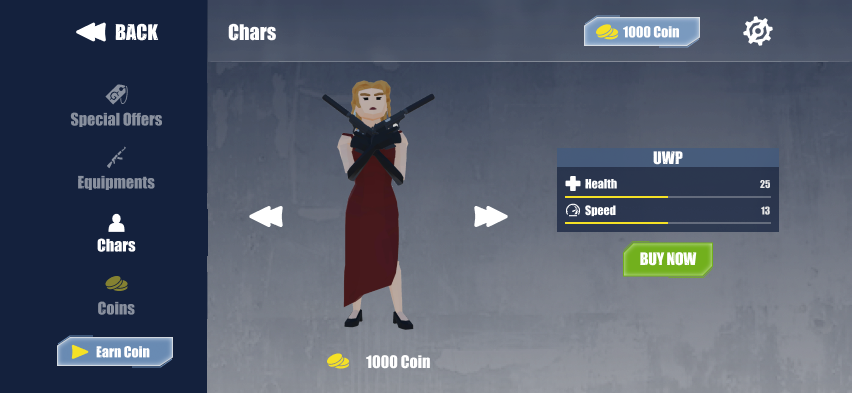 BACK
Chars
1000 Coin
Special Offers
Equipments
Chars
Coins
Earn Coin
UWP
Health 25
Speed 13
BUY NOW
1000 Coin